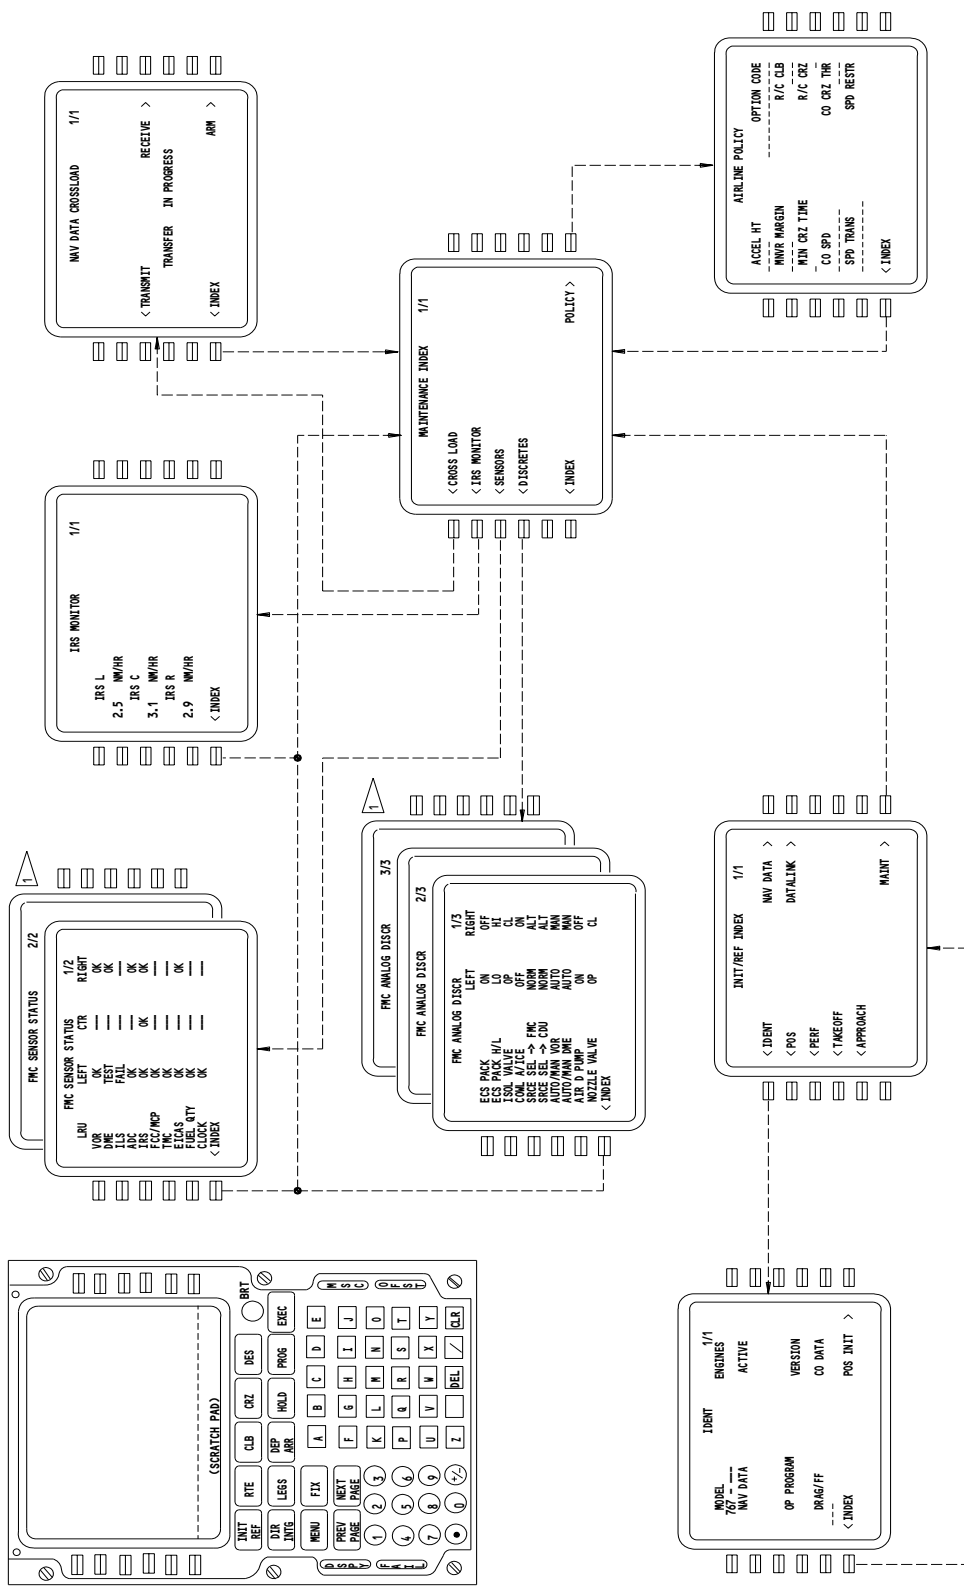 (SCRATCH PAD)
BRT
INIT REF
RTE
CLB
CRZ
DES
DIR INTG
LEGS
DEP ARR
HOLD
PROG
EXEC
MENU
FIX
PREV PAGE
NEXT PAGE
A B C D E
F G H I J
K L M N O
P Q R S T
U V W X Y
Z DEL / CLR
1 2 3
4 5 6
7 8 9
• 0 +/-
DSPY
FAIL
MSG
OFST
FMC SENSOR STATUS 2/2
1
FMC SENSOR STATUS 1/2
LRU LEFT CTR RIGHT
VOR OK --- OK
DME TEST --- OK
ILS FAIL --- ---
ADC OK --- OK
IRS OK OK OK
FCC/MCP OK --- ---
TMC OK --- ---
EICAS OK --- OK
FUEL QTY OK --- ---
CLOCK OK --- ---
<INDEX
IRS MONITOR 1/1
IRS L
2.5 NM/HR
IRS C
3.1 NM/HR
IRS R
2.9 NM/HR
<INDEX
NAV DATA CROSSLOAD 1/1
<TRANSMIT RECEIVE >
TRANSFER IN PROGRESS
<INDEX ARM >
1
FMC ANALOG DISCR 3/3
FMC ANALOG DISCR 2/3
FMC ANALOG DISCR 1/3
LEFT RIGHT
ECS PACK ON OFF
ECS PACK H/L LO HI
ISOL VALVE OP CL
COWL A/ICE OFF ON
SRCE SEL -> FMC NORM ALT
SRCE SEL -> CDU NORM ALT
AUTO/MAN VOR AUTO MAN
AUTO/MAN DME AUTO MAN
AIR D PUMP ON OFF
NOZZLE VALVE OP CL
<INDEX
MAINTENANCE INDEX 1/1
<CROSS LOAD
<IRS MONITOR
<SENSORS
<DISCRETES
<INDEX POLICY>
IDENT 1/1
MODEL ENGINES
767 - ---
NAV DATA ACTIVE
OP PROGRAM VERSION
DRAG/FF CO DATA
---
<INDEX POS INIT >
INIT/REF INDEX 1/1
<IDENT NAV DATA >
<POS DATALINK >
<PERF
<TAKEOFF
<APPROACH MAINT >
AIRLINE POLICY
ACCEL HT OPTION CODE
MNVR MARGIN R/C CLB
MIN CRZ TIME R/C CRZ
CO SPD CO CRZ THR
SPD TRANS SPD RESTR
<INDEX